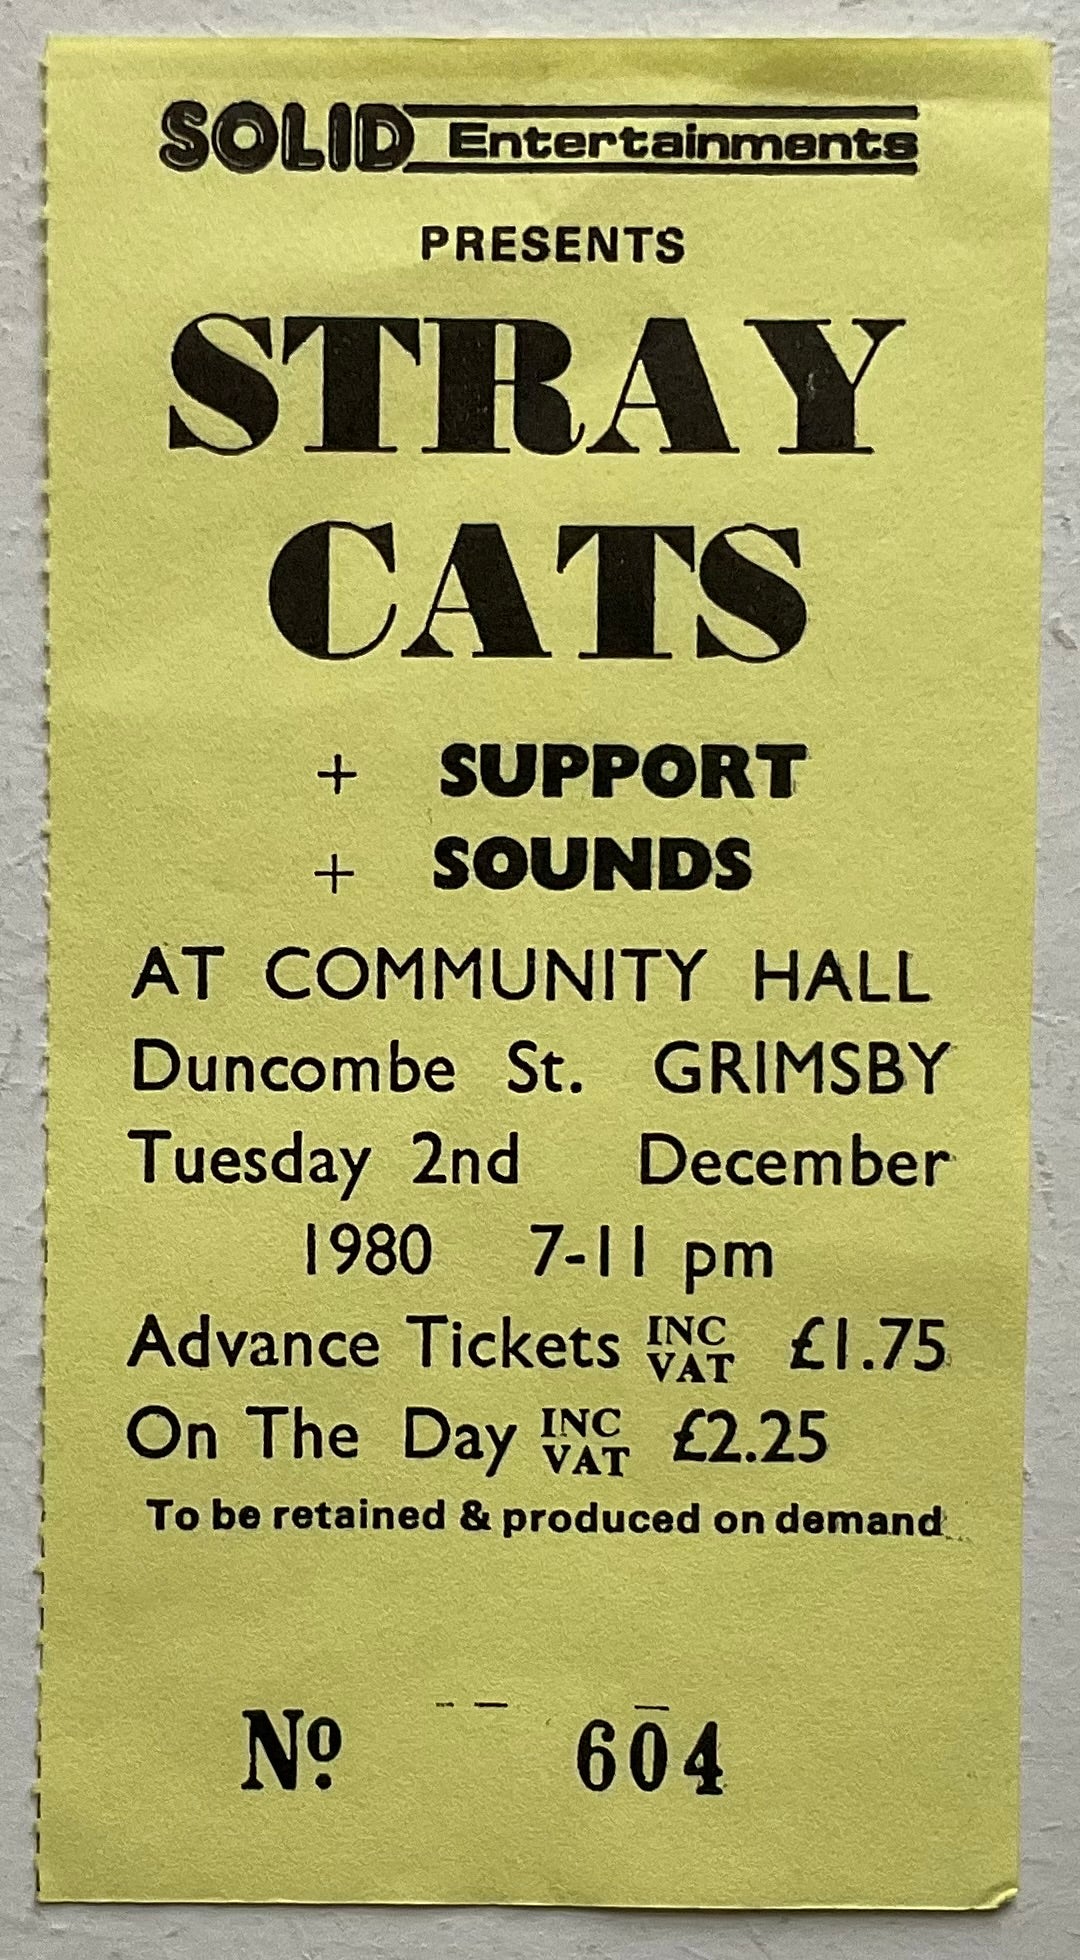 SOLID Entertainments
PRESENTS
STRAY
CATS
+ SUPPORT
+ SOUNDS
AT COMMUNITY HALL
Duncombe St. GRIMSBY
Tuesday 2nd December
1980 7-11 pm
Advance Tickets INC VAT £1.75
On The Day INC VAT £2.25
To be retained & produced on demand
Nº. 604